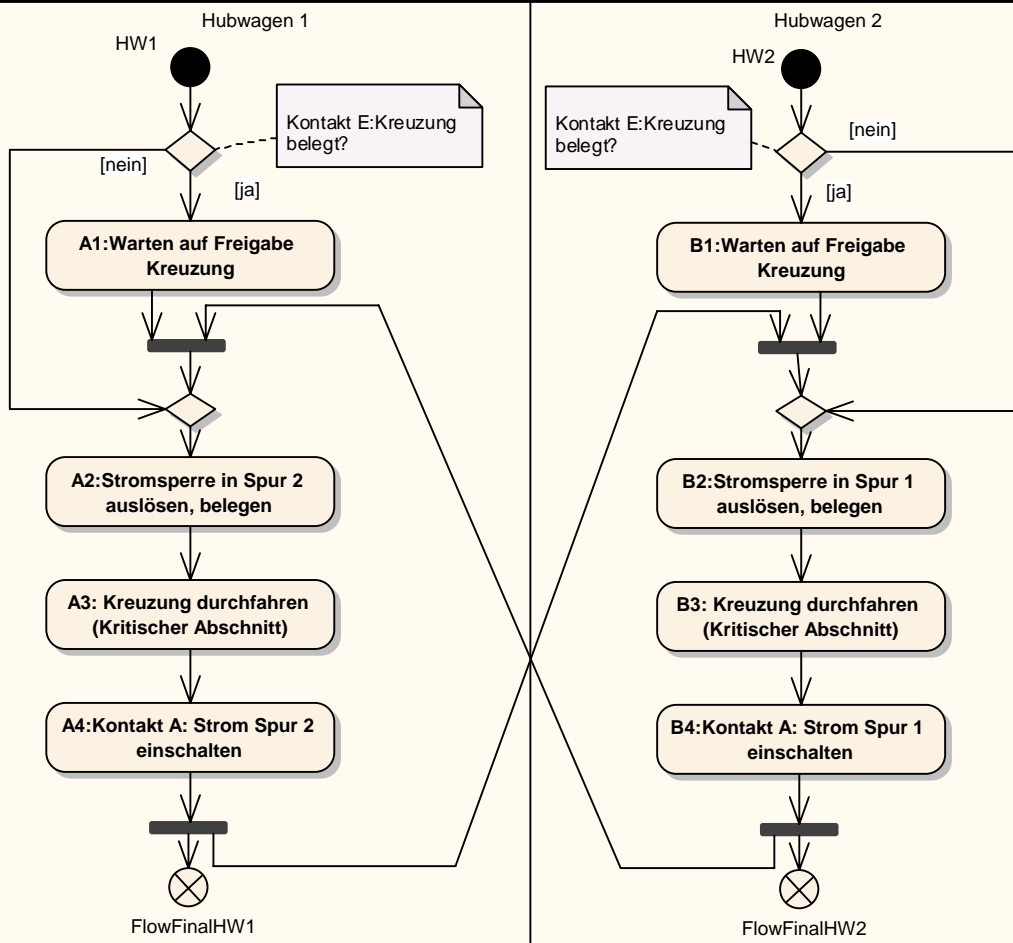 Hubwagen 1
HW1
Kontakt E:Kreuzung
belegt?
[nein]
[ja]
A1:Warten auf Freigabe
Kreuzung
A2:Stromsperre in Spur 2
auslösen, belegen
A3: Kreuzung durchfahren
(Kritischer Abschnitt)
A4:Kontakt A: Strom Spur 2
einschalten
FlowFinalHW1
Hubwagen 2
HW2
Kontakt E:Kreuzung
belegt?
[nein]
[ja]
B1:Warten auf Freigabe
Kreuzung
B2:Stromsperre in Spur 1
auslösen, belegen
B3: Kreuzung durchfahren
(Kritischer Abschnitt)
B4:Kontakt A: Strom Spur 1
einschalten
FlowFinalHW2